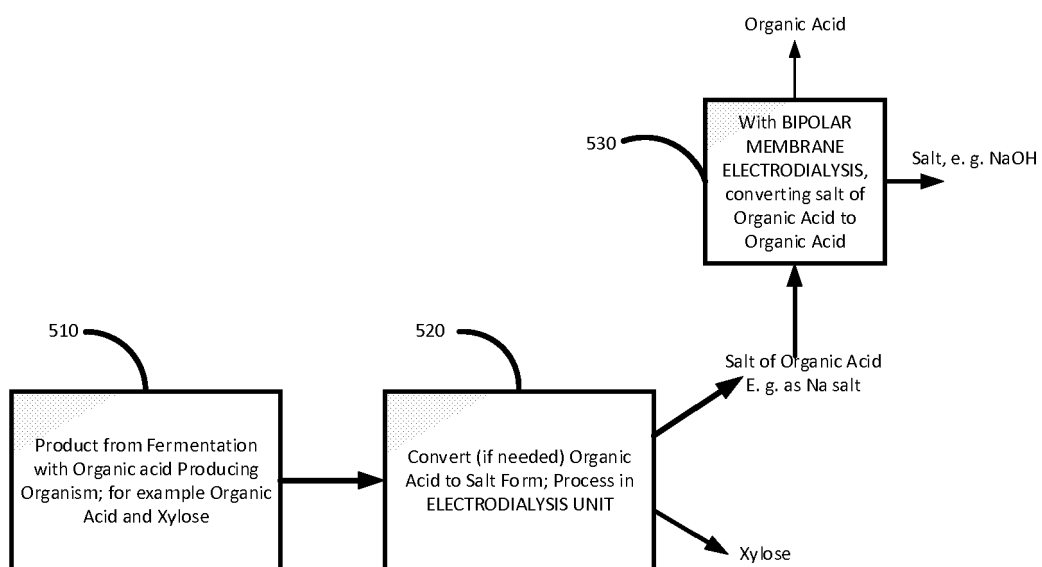 Organic Acid
With BIPOLAR
MEMBRANE
ELECTRODIALYSIS,
converting salt of
Organic Acid to
Organic Acid
530
Salt, e. g. NaOH
510
520
Salt of Organic Acid
E. g. as Na salt
Product from Fermentation
with Organic acid Producing
Organism; for example Organic
Acid and Xylose
Convert (if needed) Organic
Acid to Salt Form; Process in
ELECTRODIALYSIS UNIT
Xylose